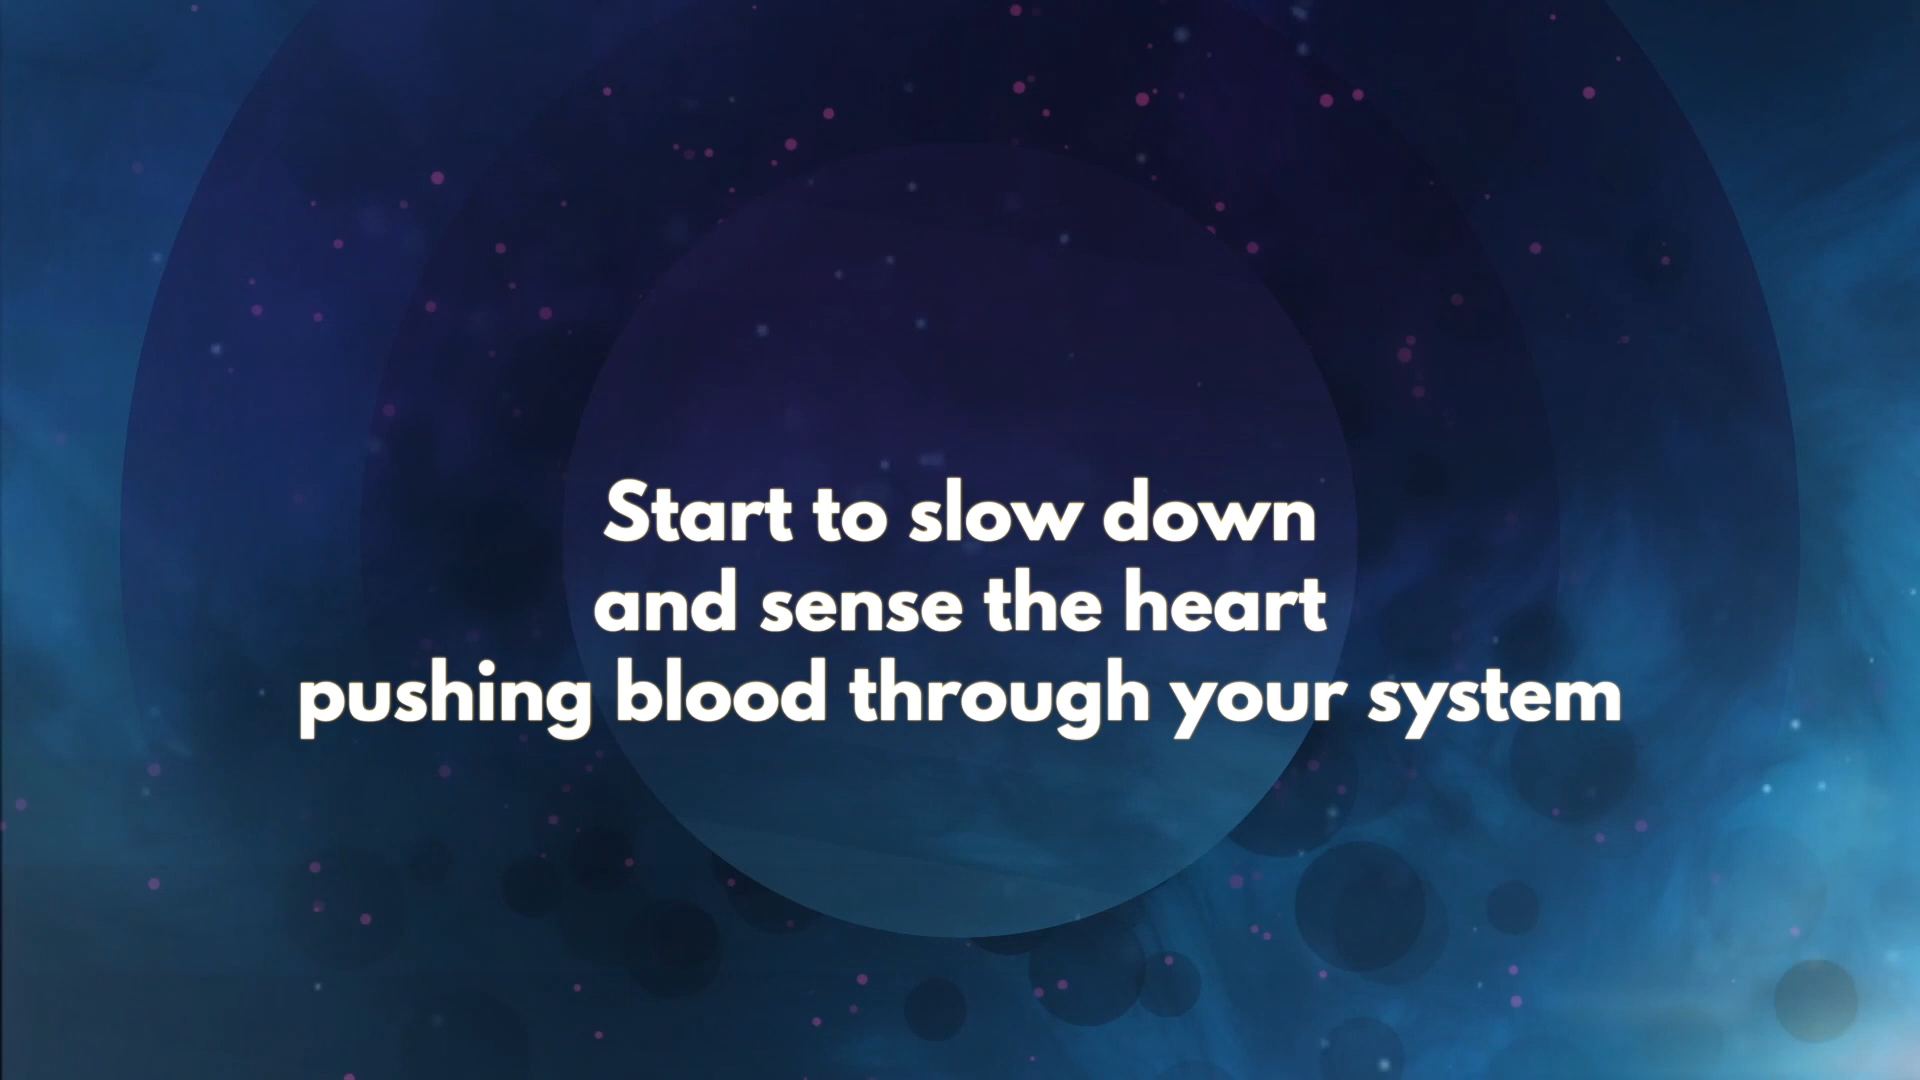 Start to slow down
and sense the heart
pushing blood through your system